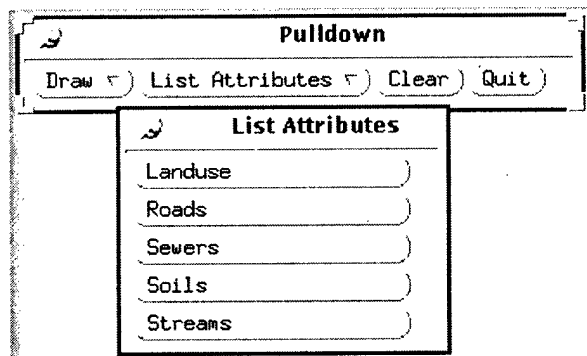 Pulldown
Draw List Attributes Clear Quit
List Attributes
Landuse
Roads
Sewers
Soils
Streams